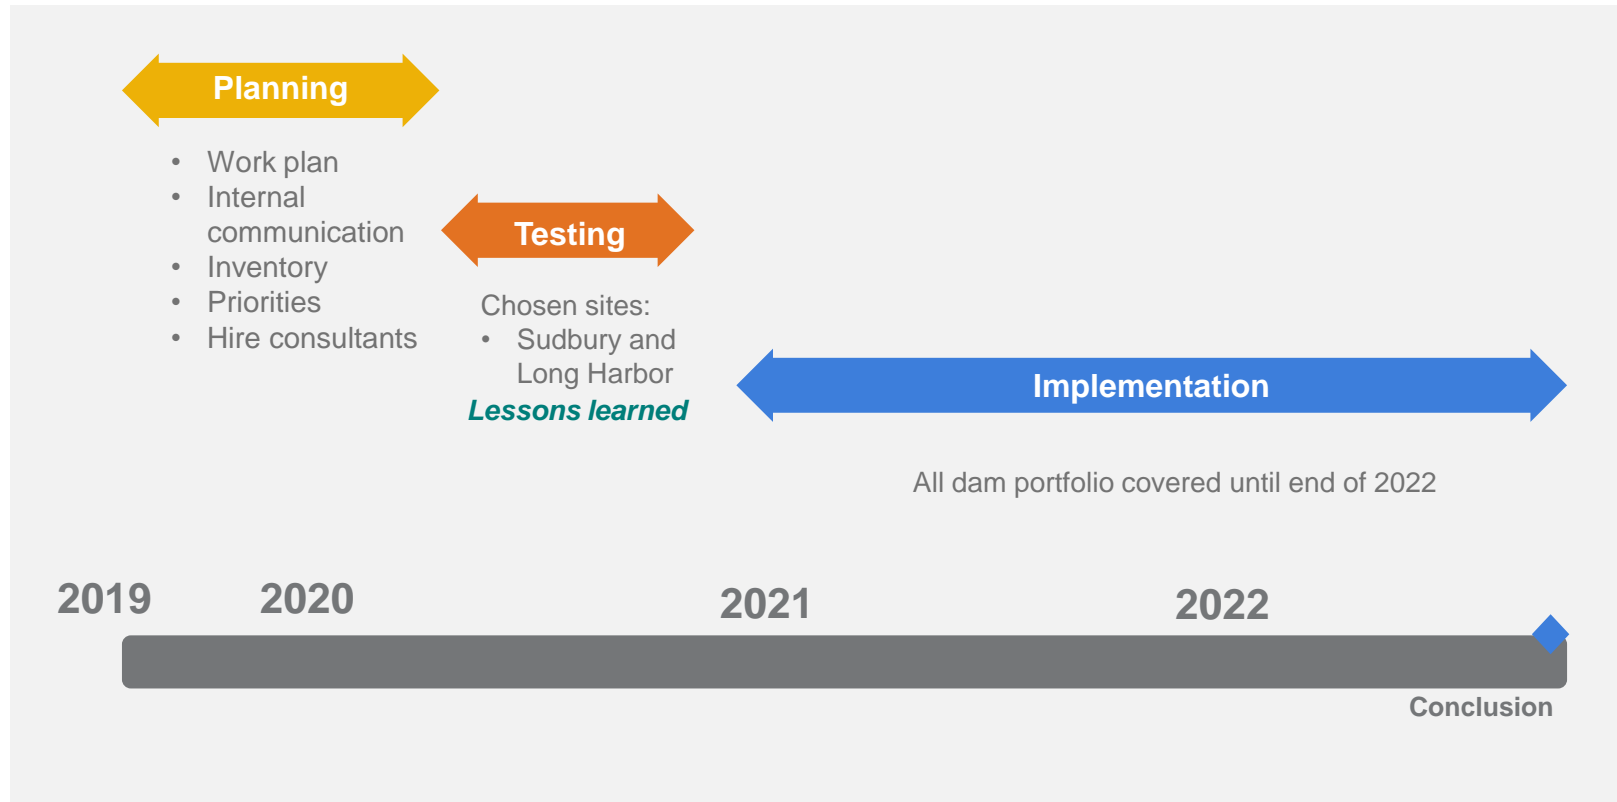 Planning
• Work plan
• Internal
communication
• Inventory
• Priorities
• Hire consultants
Testing
Chosen sites:
• Sudbury and
Long Harbor
Lessons learned
Implementation
All dam portfolio covered until end of 2022
2019
2020
2021
2022
Conclusion